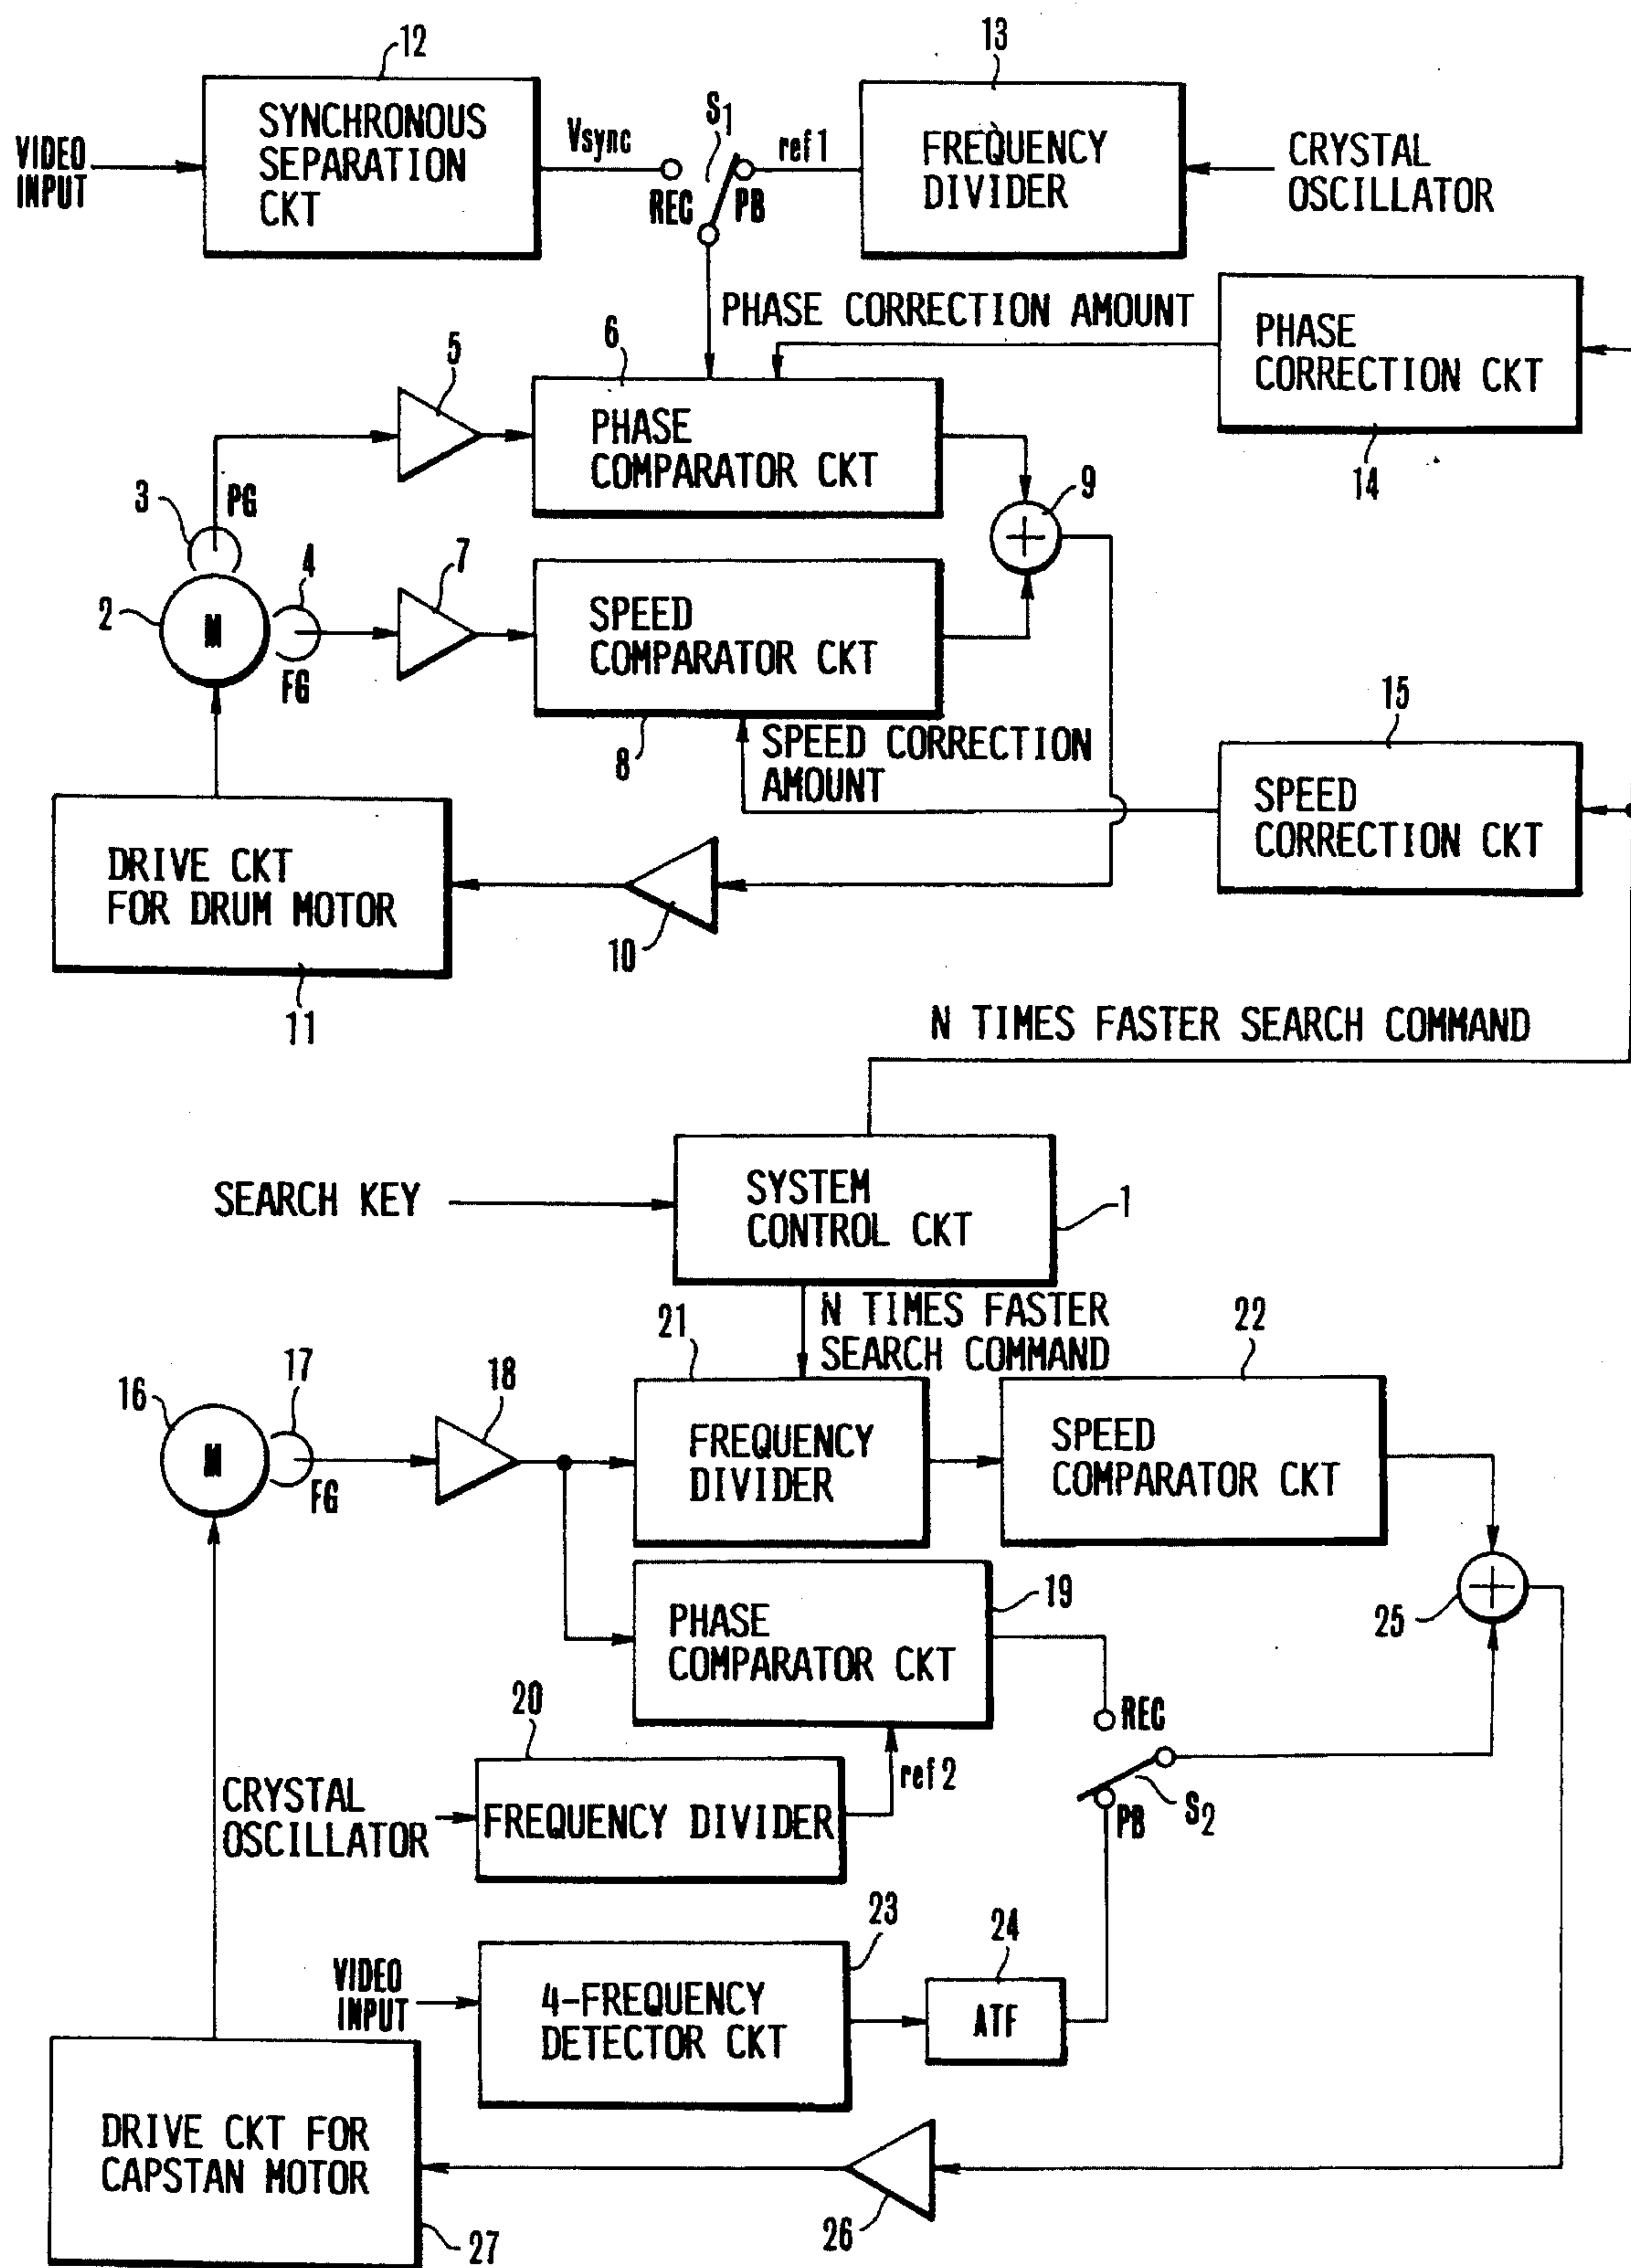 12
13
SYNCHRONOUS
SEPARATION
CKT
VIDEO
INPUT
Vsync
S1
REC
PB
ref 1
FREQUENCY
DIVIDER
CRYSTAL
OSCILLATOR
PHASE CORRECTION AMOUNT
PHASE
CORRECTION CKT
14
5
6
PHASE
COMPARATOR CKT
9
3
PG
4
7
2
M
FG
SPEED
COMPARATOR CKT
8
SPEED CORRECTION
AMOUNT
15
SPEED
CORRECTION CKT
DRIVE CKT
FOR DRUM MOTOR
11
10
N TIMES FASTER SEARCH COMMAND
SEARCH KEY
SYSTEM
CONTROL CKT
1
N TIMES FASTER
SEARCH COMMAND
21
22
16
M
17
FG
18
FREQUENCY
DIVIDER
SPEED
COMPARATOR CKT
PHASE
COMPARATOR CKT
19
25
20
REC
ref 2
CRYSTAL
OSCILLATOR
FREQUENCY DIVIDER
PB
S2
23
24
VIDEO
INPUT
4-FREQUENCY
DETECTOR CKT
ATF
DRIVE CKT FOR
CAPSTAN MOTOR
26
27